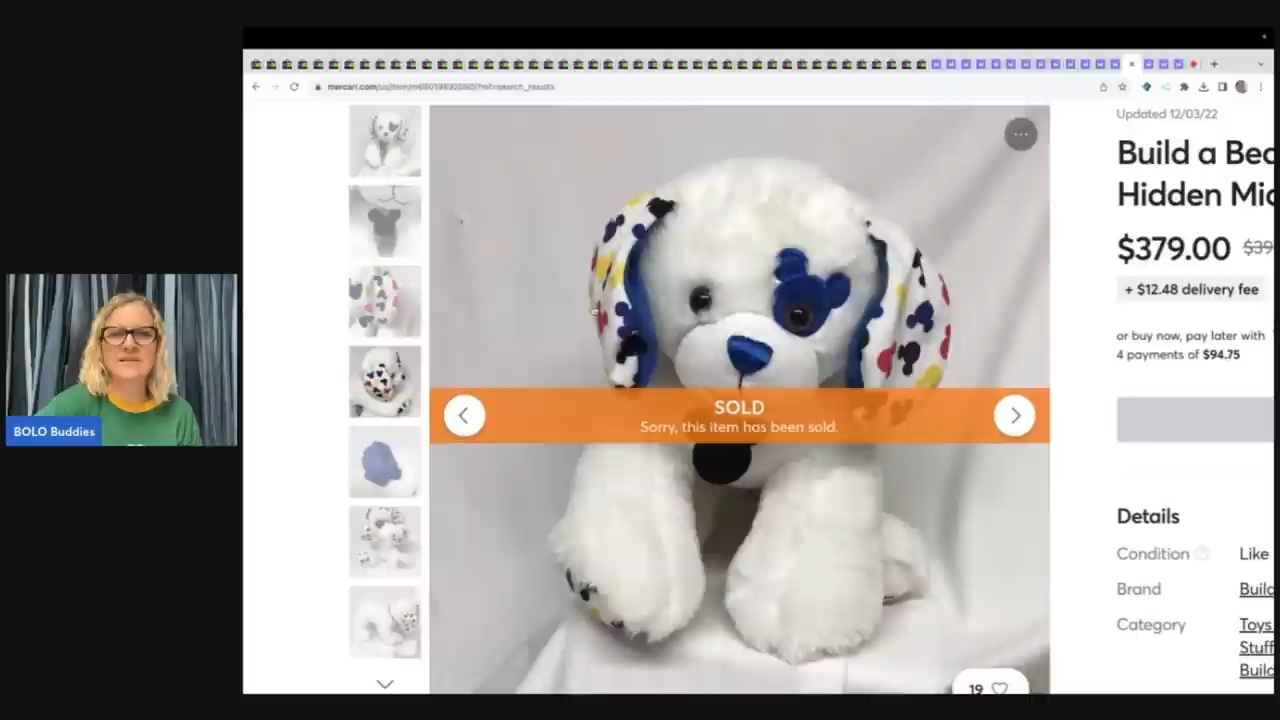 Updated 12/03/22
Build a Bea
Hidden Mic
$379.00 $39
+ $12.48 delivery fee
or buy now, pay later with
4 payments of $94.75
SOLD
Sorry, this item has been sold.
BOLO Buddies
Details
Condition Like
Brand Build
Category Toys
Stuff
Build
19